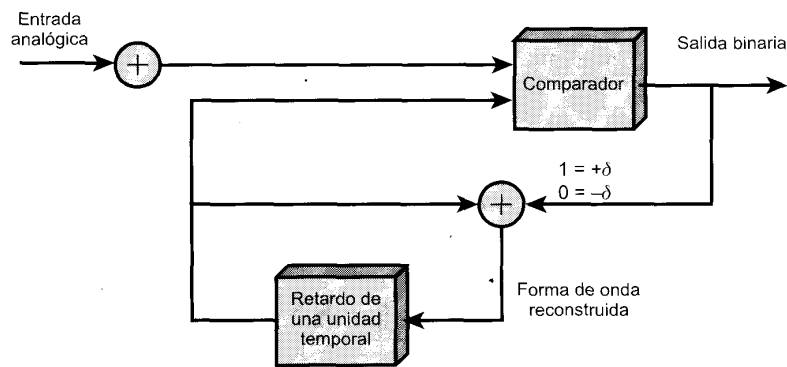 Entrada
analógica
+
Comparador
Salida binaria
1 = +δ
0 = –δ
+
Retardo de
una unidad
temporal
Forma de onda
reconstruida